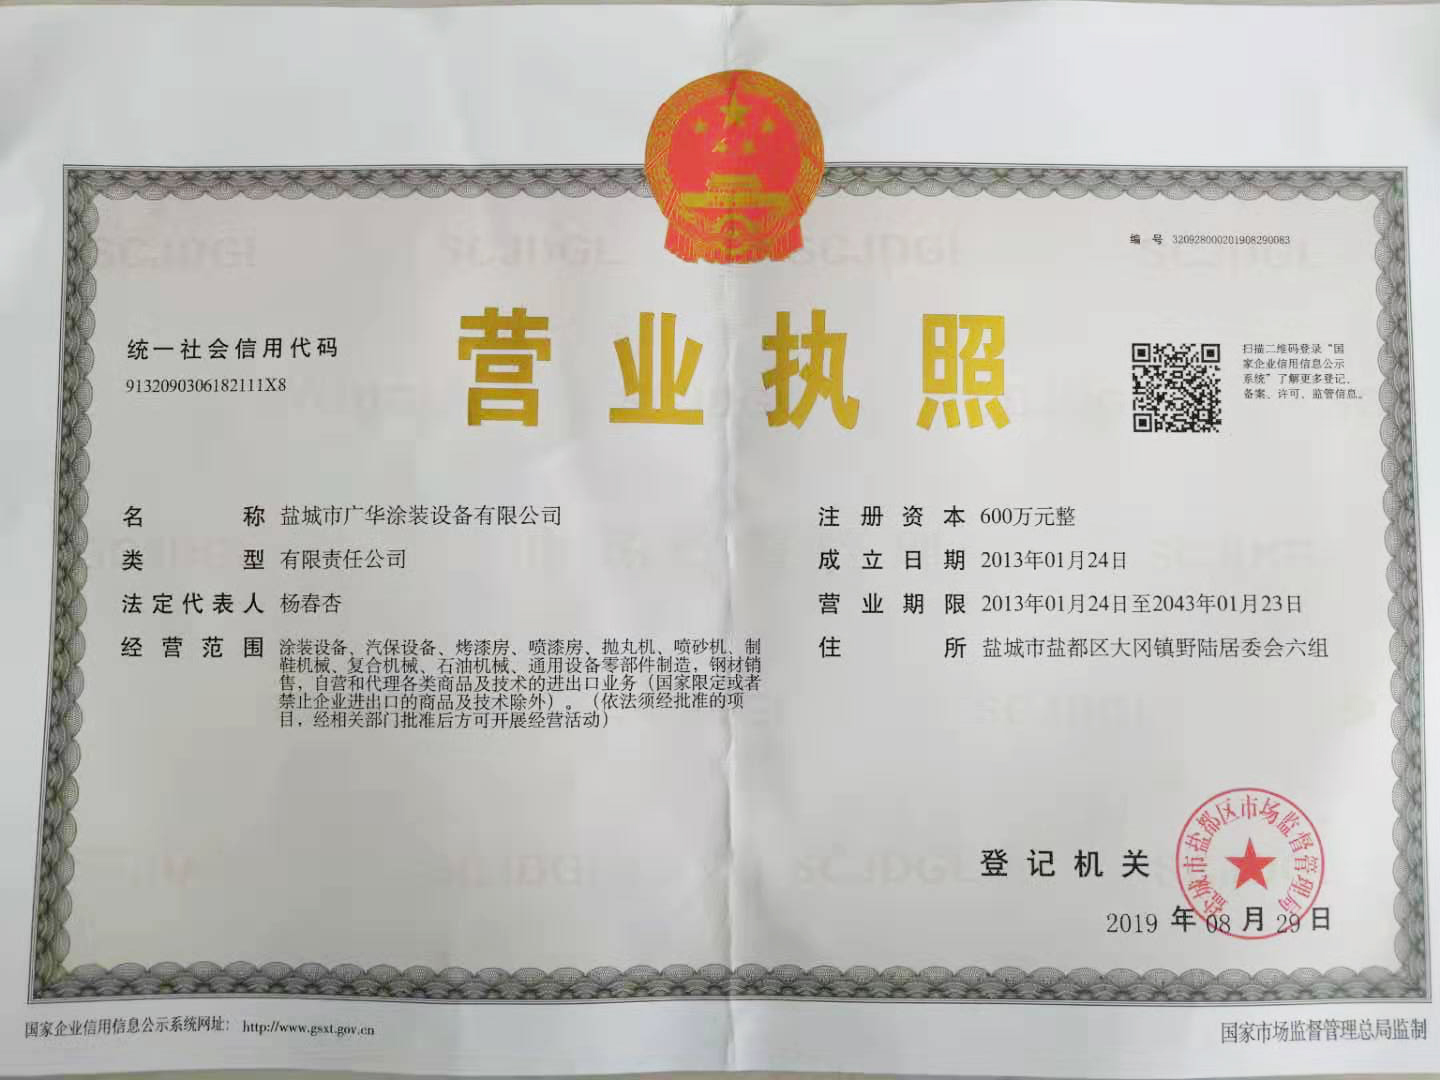 编 号 320928000201908290083
营业执照
统一社会信用代码
9132090306182111X8
扫描二维码登录“国
家企业信用信息公示
系统”了解更多登记、
备案、许可、监管信息。
名 称 盐城市广华涂装设备有限公司
类 型 有限责任公司
法定代表人 杨春杏
经营范围 涂装设备、汽保设备、烤漆房、喷漆房、抛丸机、喷砂机、制
鞋机械、复合机械、石油机械、通用设备零部件制造，钢材销
售，自营和代理各类商品及技术的进出口业务（国家限定或者
禁止企业进出口的商品及技术除外）。（依法须经批准的项
目，经相关部门批准后方可开展经营活动）
注册资本 600万元整
成立日期 2013年01月24日
营业期限 2013年01月24日至2043年01月23日
住 所 盐城市盐都区大冈镇野陆居委会六组
登记机关
盐城市盐都区市场监督管理局
2019 年 08 月 29 日
国家企业信用信息公示系统网址： http://www.gsxt.gov.cn
国家市场监督管理总局监制